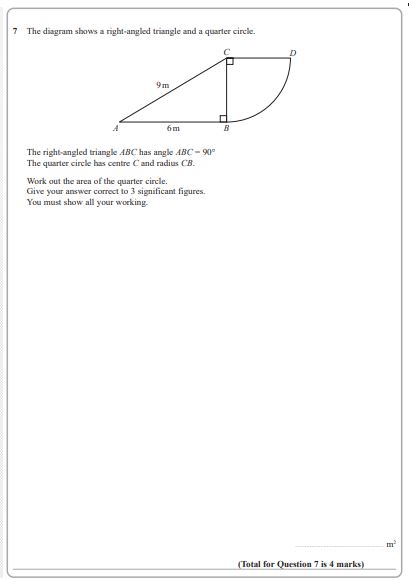 7 The diagram shows a right-angled triangle and a quarter circle.
C
D
9 m
A
6 m
B
The right-angled triangle ABC has angle ABC = 90°
The quarter circle has centre C and radius CB.
Work out the area of the quarter circle.
Give your answer correct to 3 significant figures.
You must show all your working.
m²
(Total for Question 7 is 4 marks)